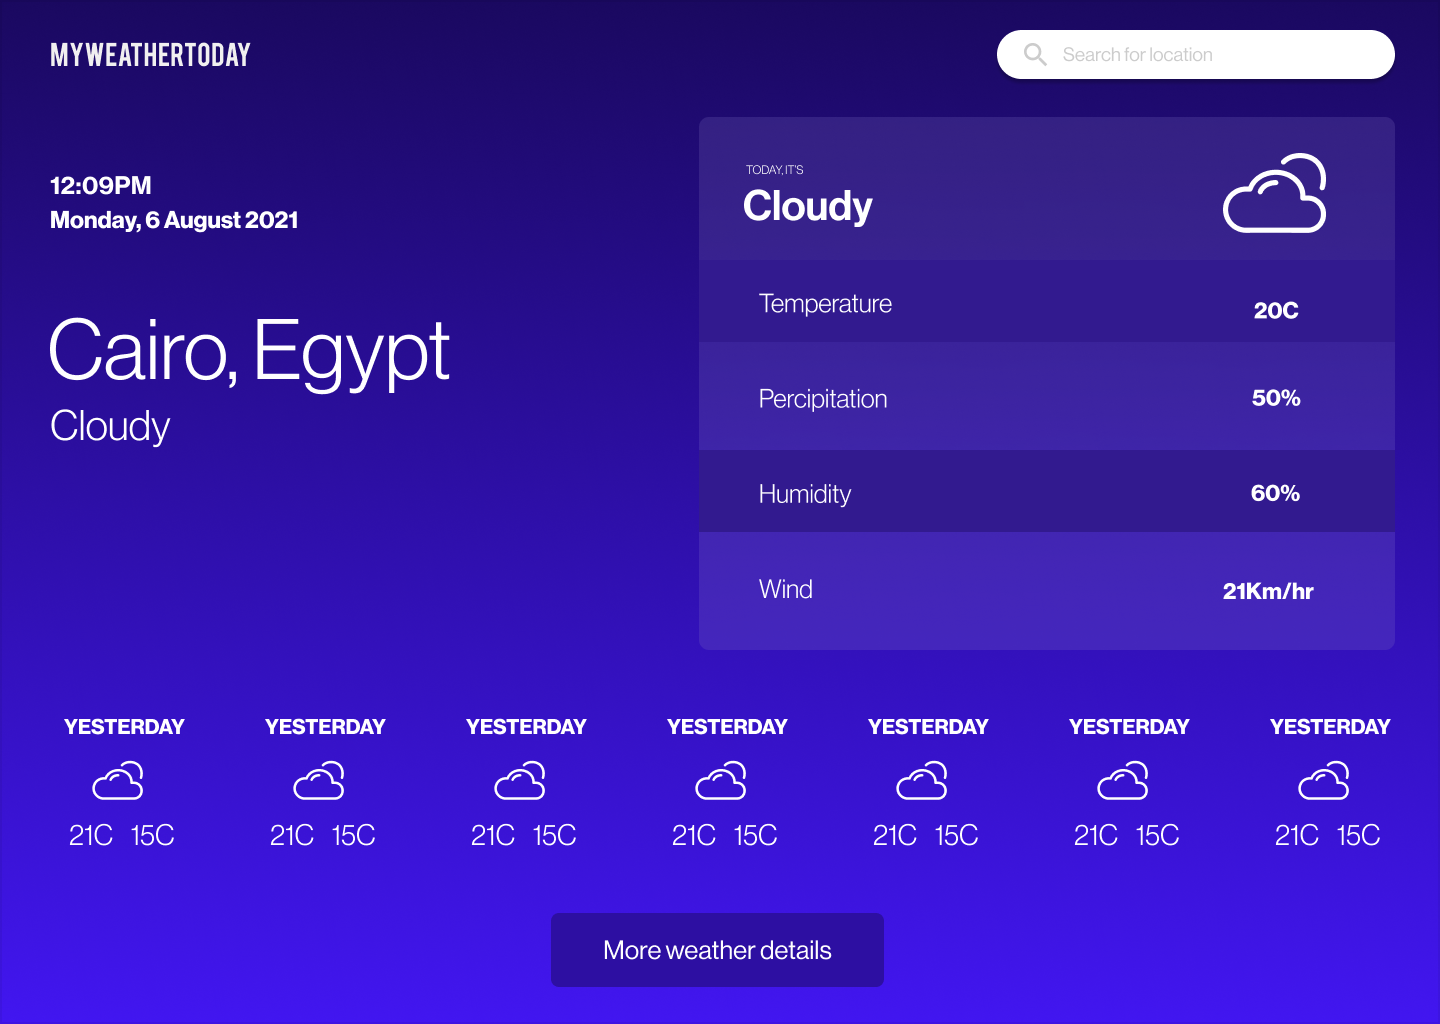 MYWEATHERTODAY
Search for location
12:09PM
Monday, 6 August 2021
Cairo, Egypt
Cloudy
TODAY, IT'S
Cloudy
Temperature 20C
Percipitation 50%
Humidity 60%
Wind 21Km/hr
YESTERDAY YESTERDAY YESTERDAY YESTERDAY YESTERDAY YESTERDAY YESTERDAY
21C 15C 21C 15C 21C 15C 21C 15C 21C 15C 21C 15C 21C 15C
More weather details